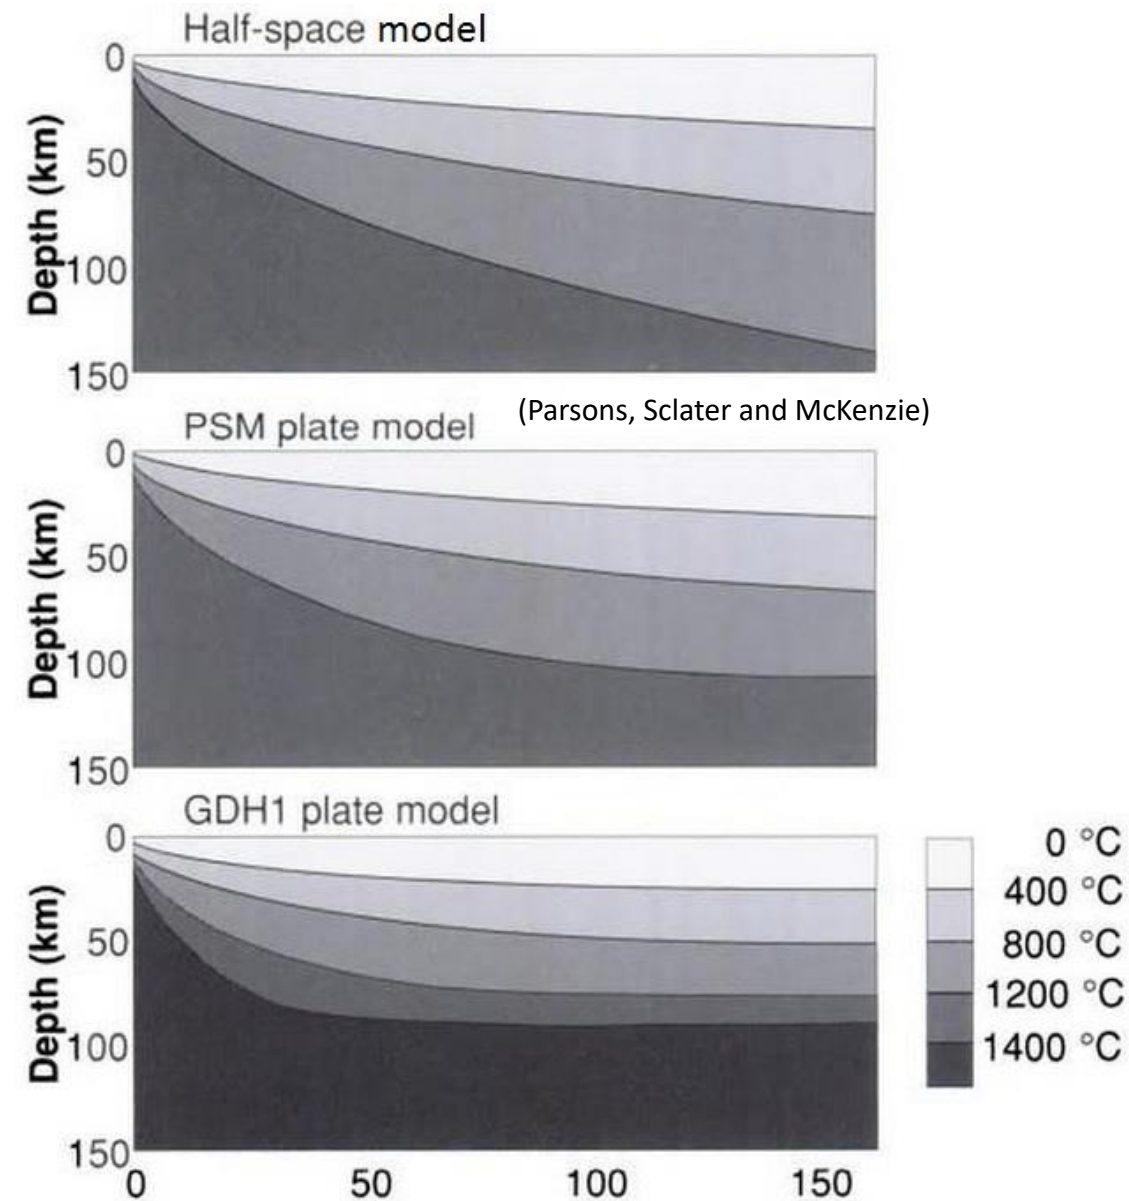 Half-space model
0
50
100
150
Depth (km)
(Parsons, Sclater and McKenzie)
PSM plate model
0
50
100
150
Depth (km)
GDH1 plate model
0
50
100
150
Depth (km)
0 °C
400 °C
800 °C
1200 °C
1400 °C
0 50 100 150